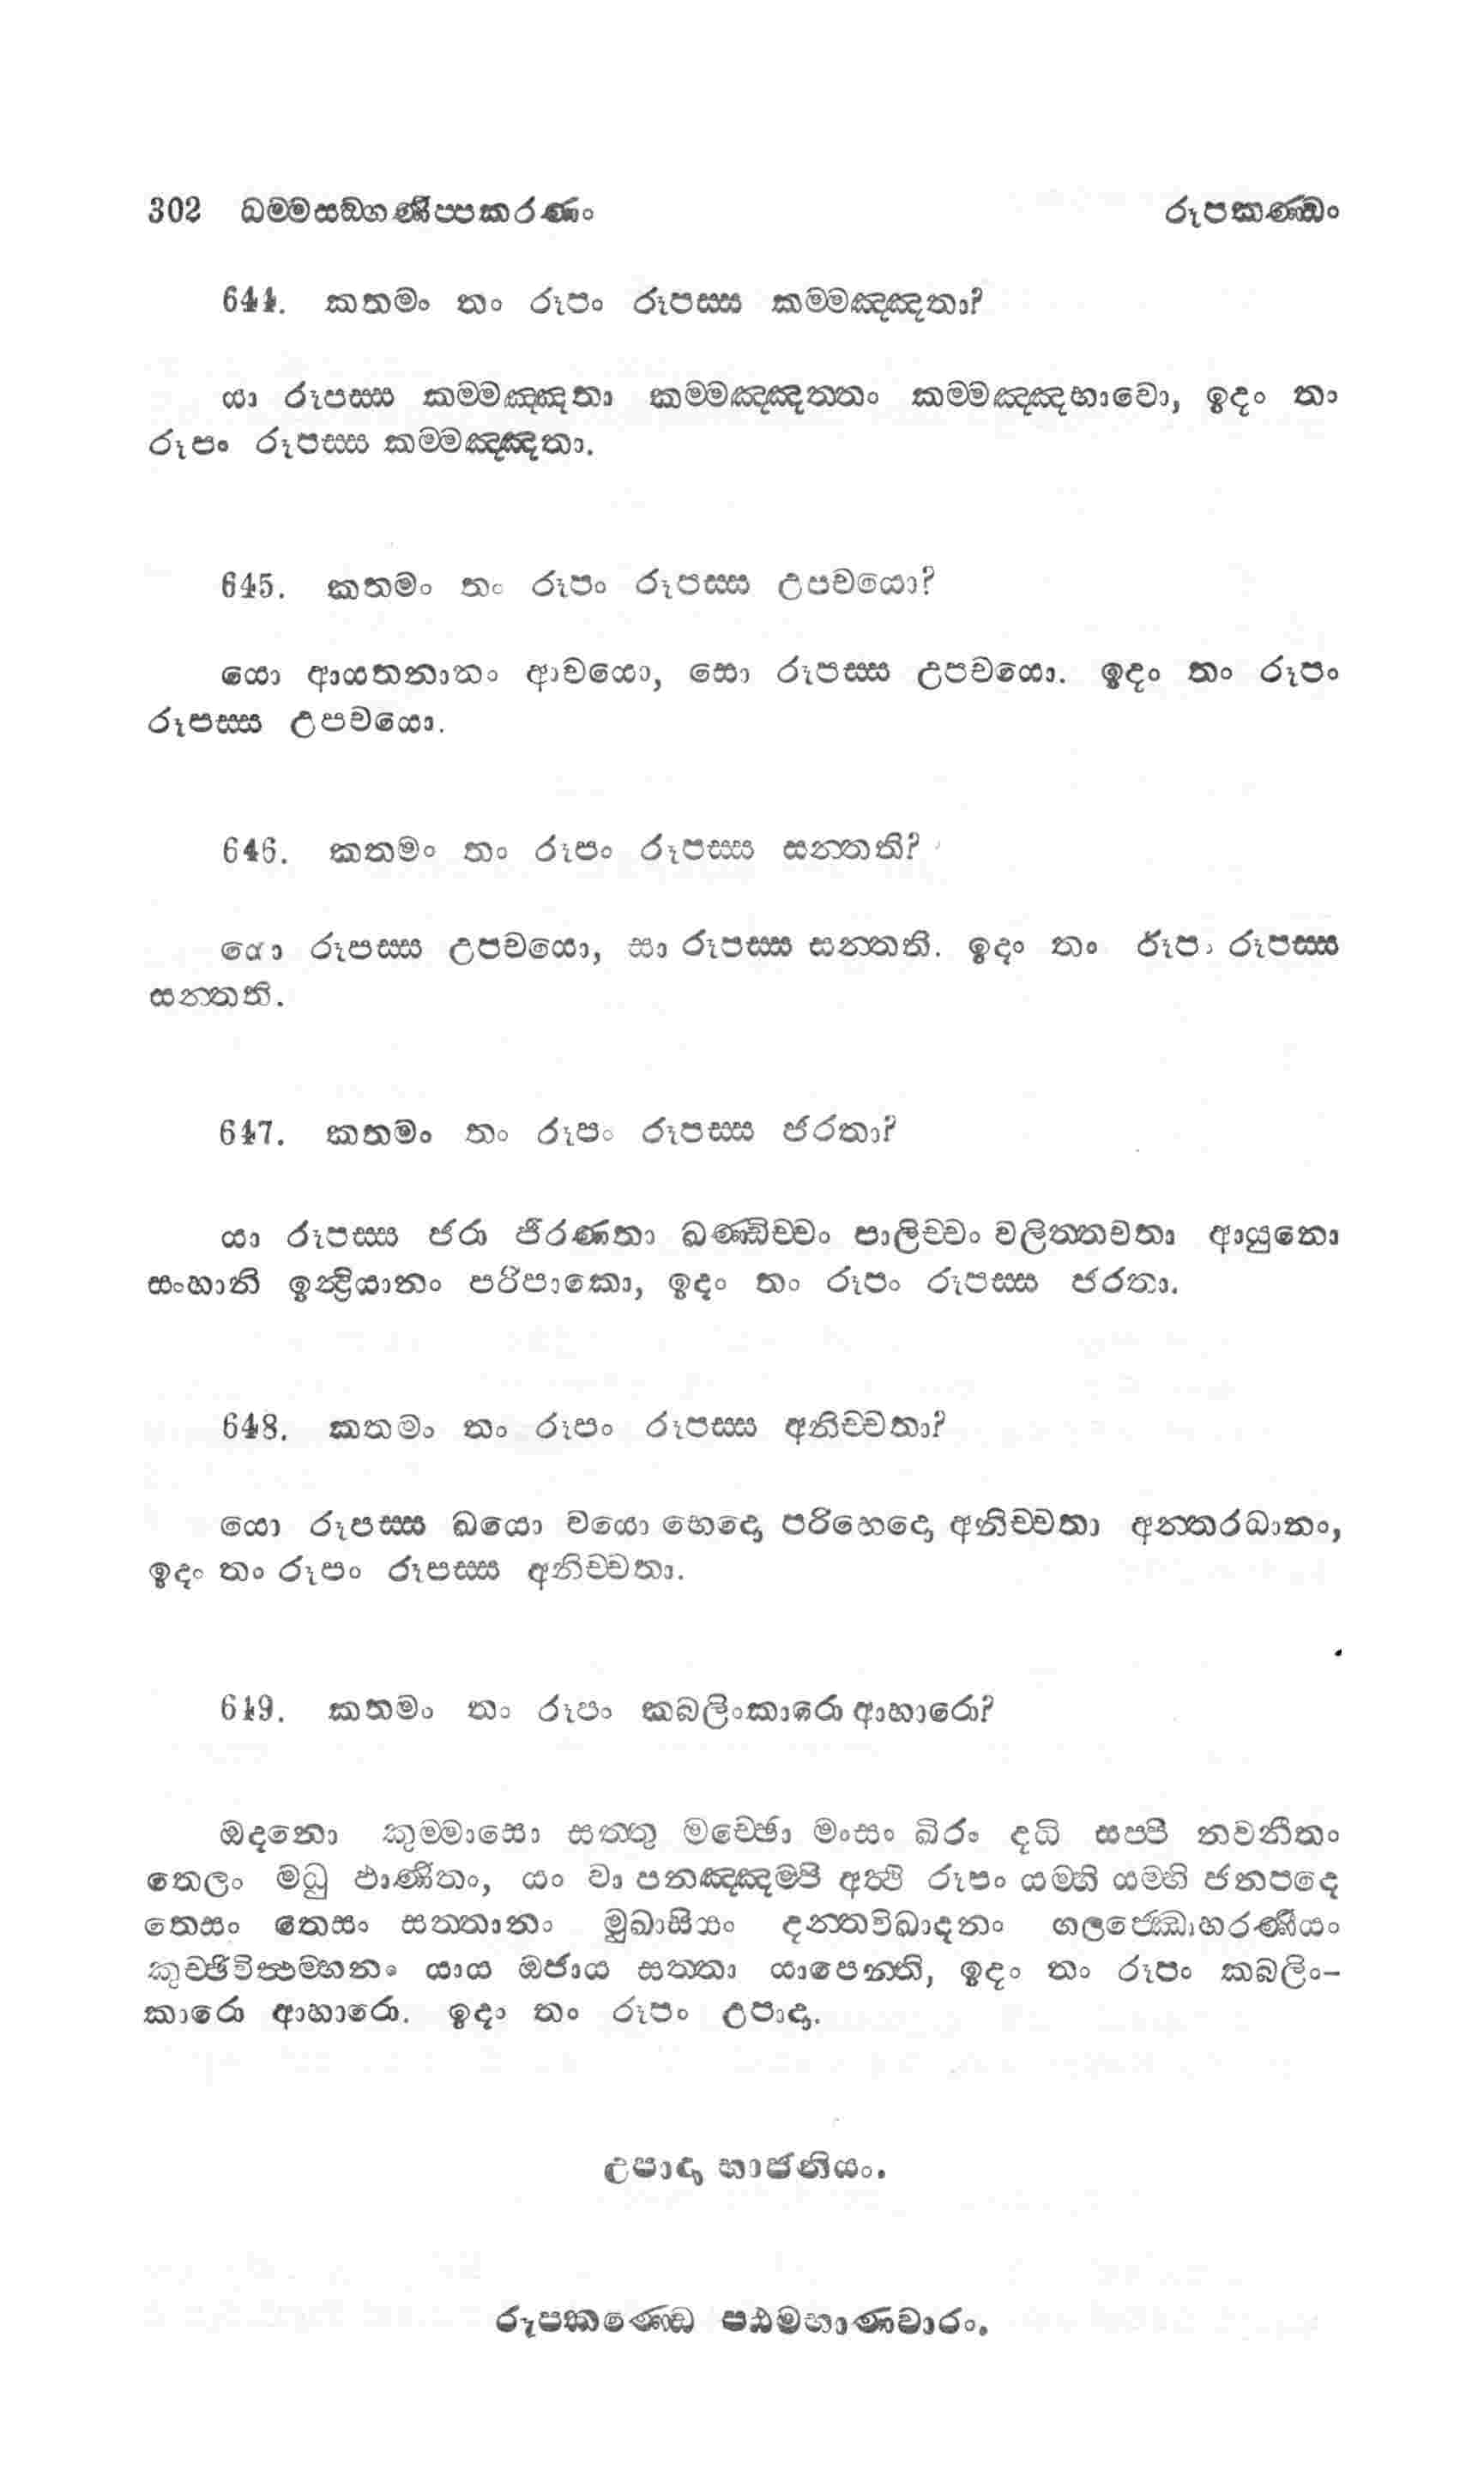 302 ධම්මසඞ්ගණිප්පකරණං රූපකණ්ඩං
644. කතමං තං රූපං රූපස්ස කම්මඤ්ඤතා?
යා රූපස්ස කම්මඤ්ඤතා කම්මඤ්ඤත්තං කම්මඤ්ඤභාවො, ඉදං තං
රූපං රූපස්ස කම්මඤ්ඤතා.
645. කතමං තං රූපං රූපස්ස උපචයො?
යො ආයතනානං ආචයො, සො රූපස්ස උපචයො. ඉදං තං රූපං
රූපස්ස උපචයො.
646. කතමං තං රූපං රූපස්ස සන්තති?
යො රූපස්ස උපචයො, සා රූපස්ස සන්තති. ඉදං තං රූපං රූපස්ස
සන්තති.
647. කතමං තං රූපං රූපස්ස ජරතා?
යා රූපස්ස ජරා ජීරණතා ඛණ්ඩිච්චං පාලිච්චං වලිත්තචතා ආයුනො
සංහානි ඉන්ද්‍රියානං පරිපාකො, ඉදං තං රූපං රූපස්ස ජරතා.
648. කතමං තං රූපං රූපස්ස අනිච්චතා?
යො රූපස්ස ඛයො වයො භෙදො පරිභෙදො අනිච්චතා අන්තරධානං,
ඉදං තං රූපං රූපස්ස අනිච්චතා.
649. කතමං තං රූපං කබලිංකාරො ආහාරො?
ඔදනො කුම්මාසො සත්තු මච්ඡො මංසං ඛීරං දධි සප්පි නවනීතං
තෙලං මධු ඵාණිතං, යං වා පනඤ්ඤම්පි අත්ථි රූපං යම්හි යම්හි ජනපදෙ
තෙසං තෙසං සත්තානං මුඛාසියං දන්තවිඛාදනං ගලජ්ඣොහරණීයං
කුච්ඡිවිත්ථම්භනං යාය ඔජාය සත්තා යාපෙන්ති, ඉදං තං රූපං කබලිං-
කාරො ආහාරො. ඉදං තං රූපං උපාදා.
උපාදා භාජනියං.
රූපකණ්ඩෙ පඨමභාණවාරං.